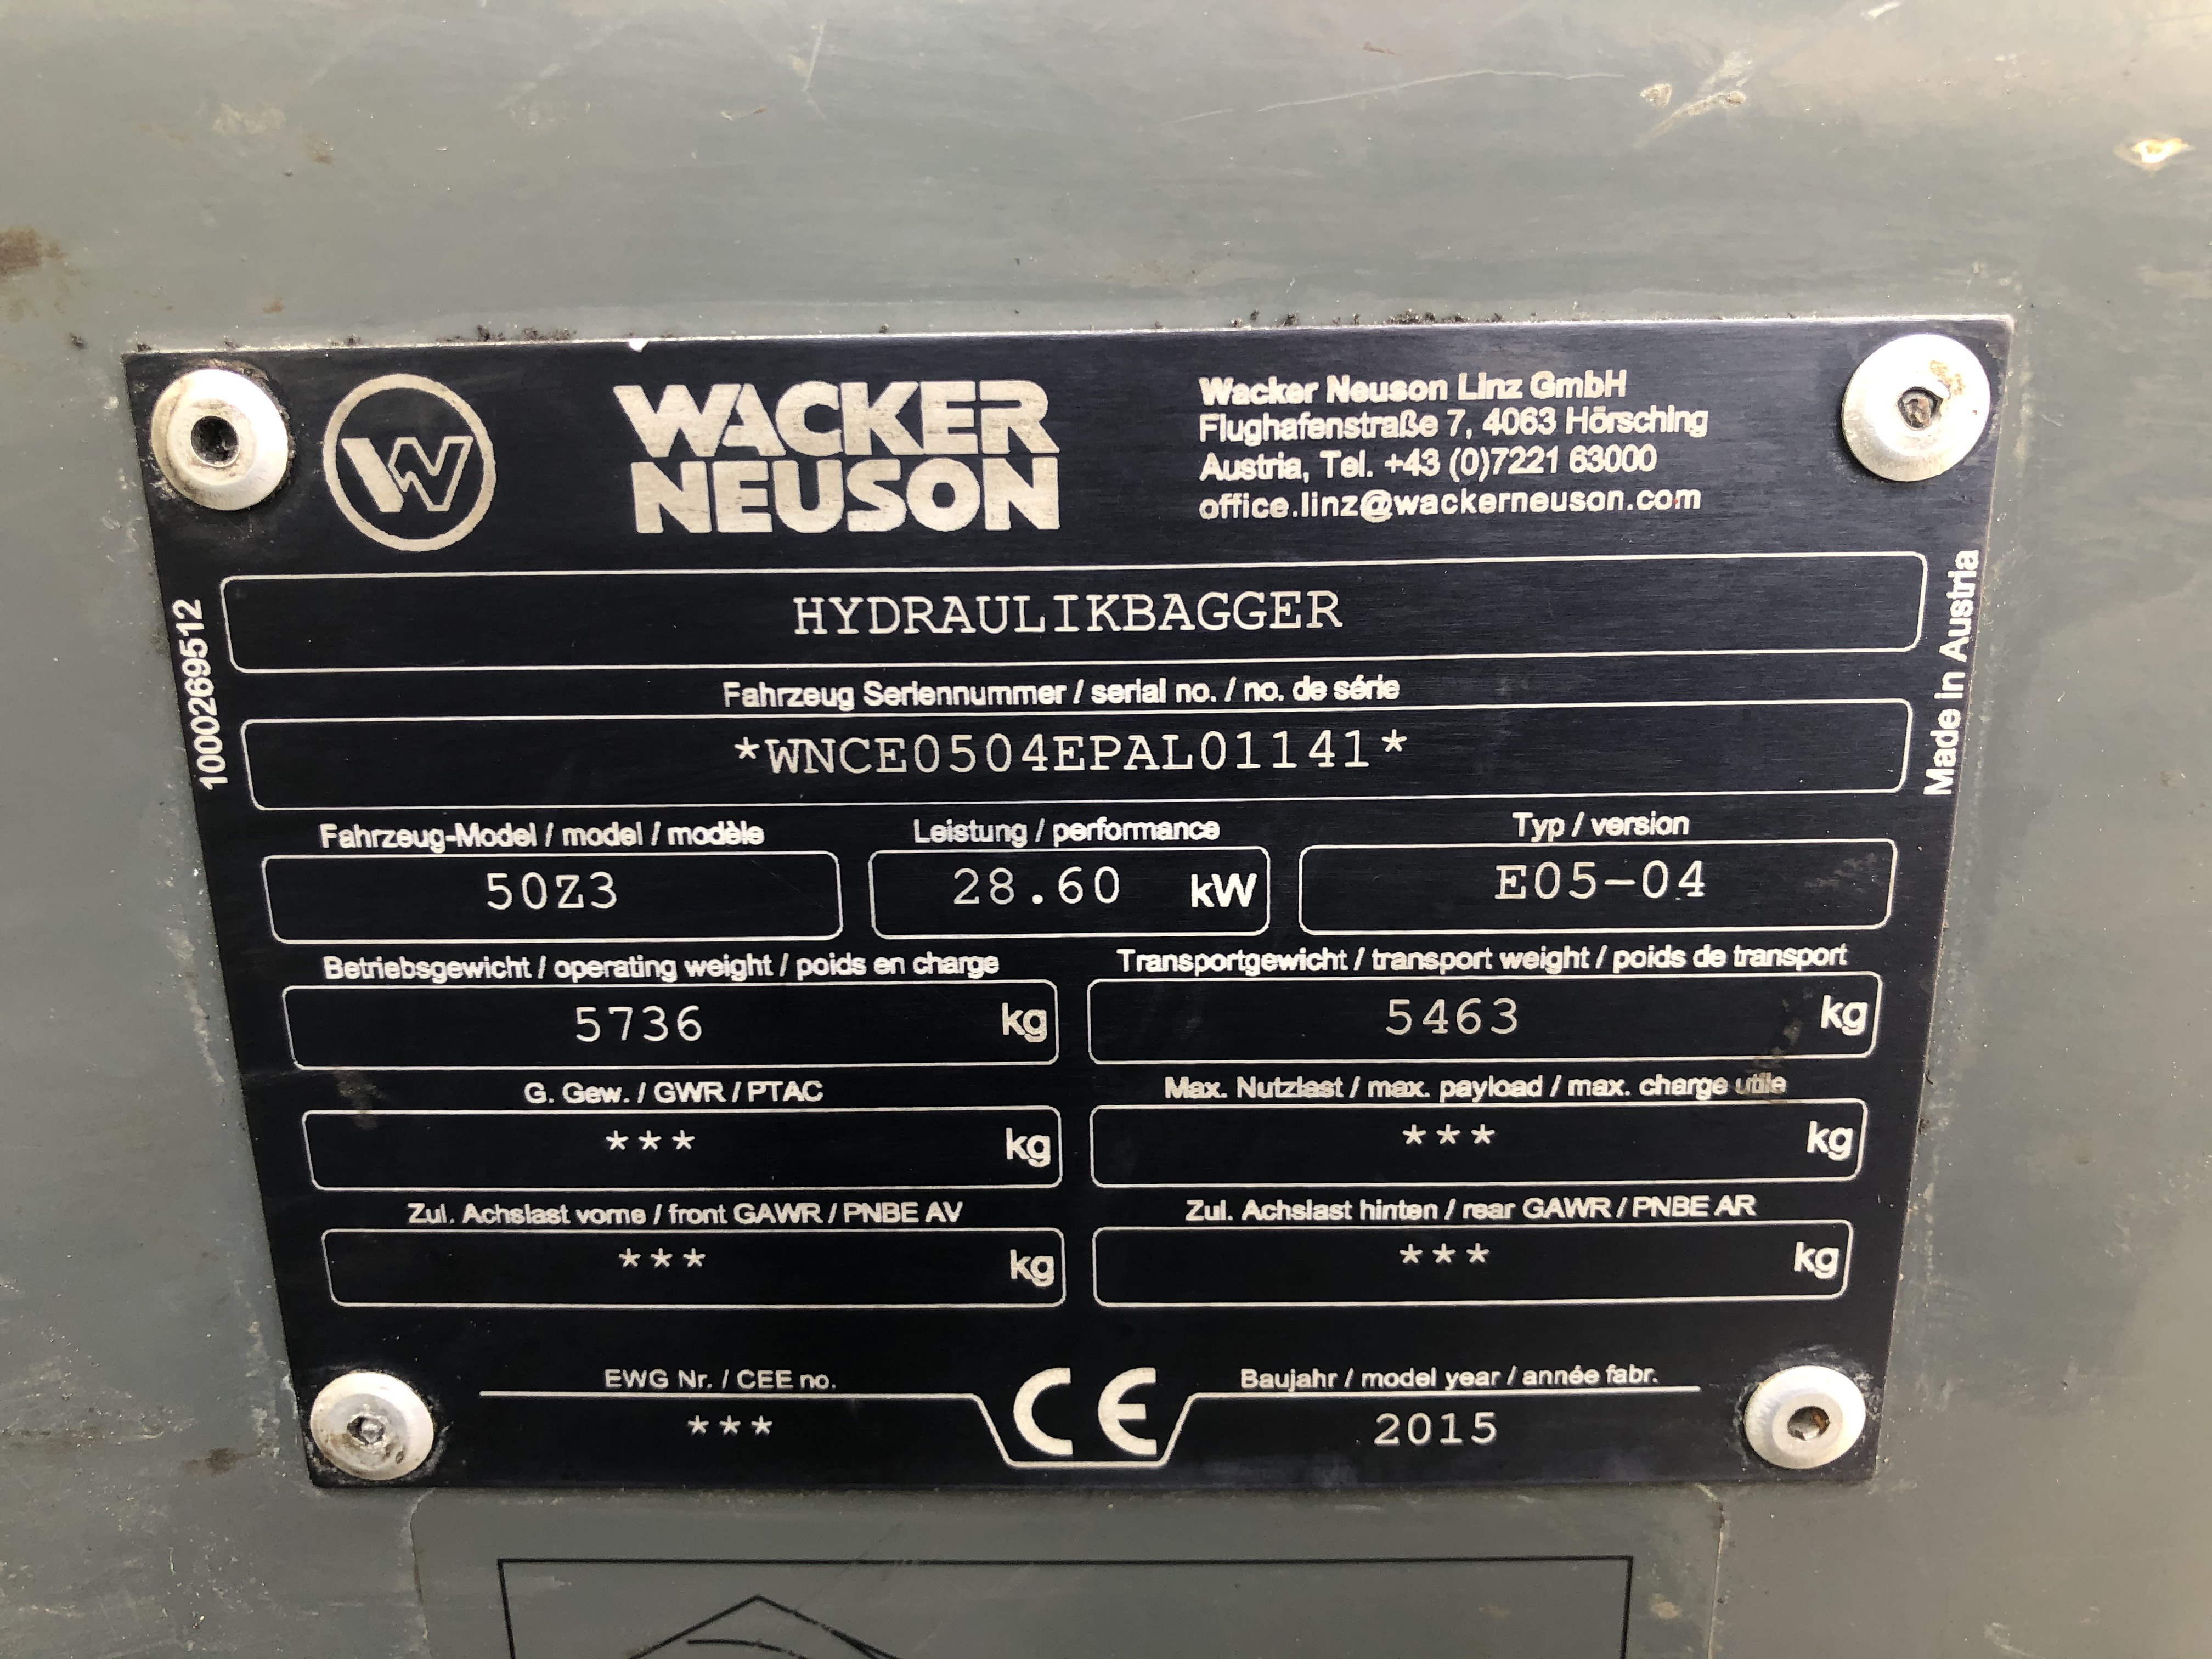 W
WACKER
NEUSON
Wacker Neuson Linz GmbH
Flughafenstraße 7, 4063 Hörsching
Austria, Tel. +43 (0)7221 63000
office.linz@wackerneuson.com
1000269512
Made in Austria
HYDRAULIKBAGGER
Fahrzeug Seriennummer / serial no. / no. de série
*WNCE0504EPAL01141*
Fahrzeug-Model / model / modèle
50Z3
Leistung / performance
28.60 kW
Typ / version
E05-04
Betriebsgewicht / operating weight / poids en charge
5736 kg
Transportgewicht / transport weight / poids de transport
5463 kg
G. Gew. / GWR / PTAC
*** kg
Max. Nutzlast / max. payload / max. charge utile
*** kg
Zul. Achslast vorne / front GAWR / PNBE AV
*** kg
Zul. Achslast hinten / rear GAWR / PNBE AR
*** kg
EWG Nr. / CEE no.
***
CE
Baujahr / model year / année fabr.
2015